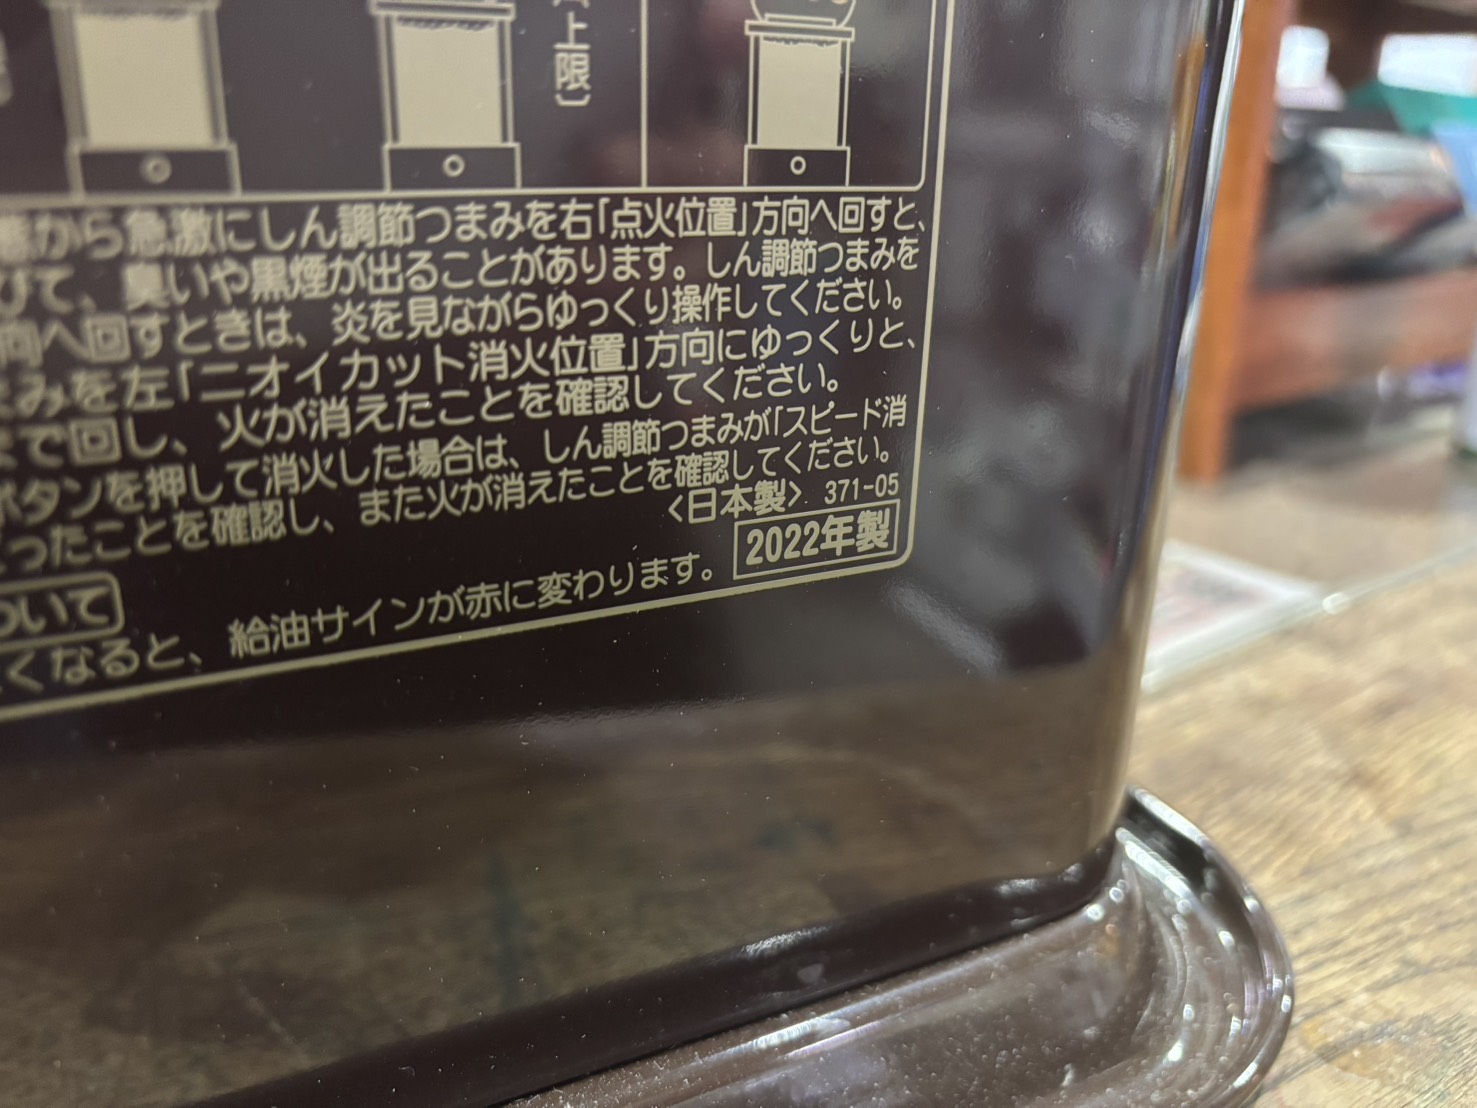 〔上限〕
から急激にしん調節つまみを右「点火位置」方向へ回すと、
びて、臭いや黒煙が出ることがあります。しん調節つまみを
向へ回すときは、炎を見ながらゆっくり操作してください。
まみを左「ニオイカット消火位置」方向にゆっくりと、
まで回し、火が消えたことを確認してください。
ボタンを押して消火した場合は、しん調節つまみが「スピード消
なったことを確認し、また火が消えたことを確認してください。
<日本製> 371-05
2022年製
ついて
くなると、給油サインが赤に変わります。